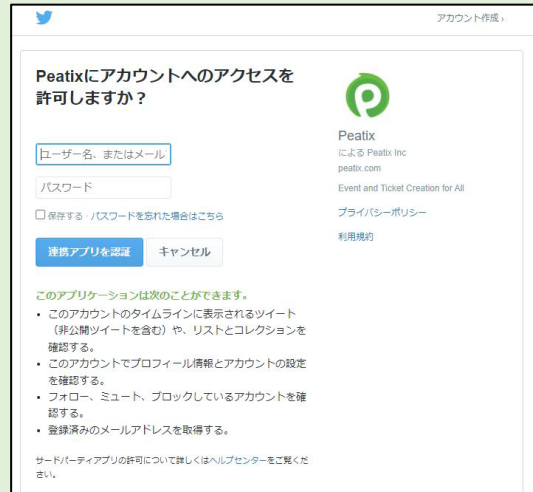 アカウント作成 ›
Peatixにアカウントへのアクセスを
許可しますか？
ユーザー名、またはメール
パスワード
保存する · パスワードを忘れた場合はこちら
連携アプリを認証
キャンセル
Peatix
による Peatix Inc
peatix.com
Event and Ticket Creation for All
プライバシーポリシー
利用規約
このアプリケーションは次のことができます。
• このアカウントのタイムラインに表示されるツイート
（非公開ツイートを含む）や、リストとコレクションを
確認する。
• このアカウントでプロフィール情報とアカウントの設定
を確認する。
• フォロー、ミュート、ブロックしているアカウントを確
認する。
• 登録済みのメールアドレスを取得する。
サードパーティアプリの許可について詳しくはヘルプセンターをご覧くだ
さい。